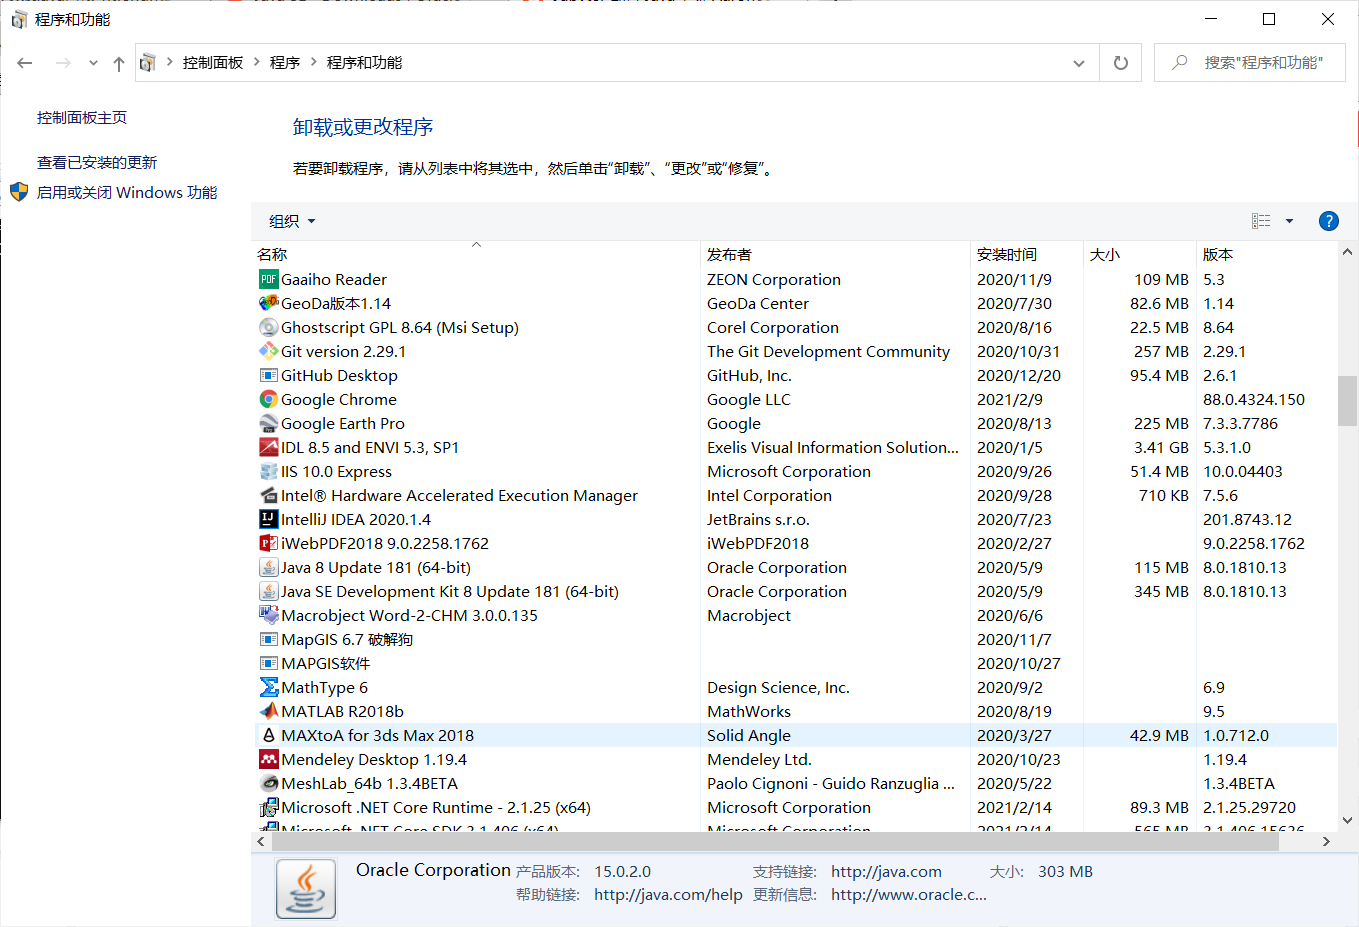 程序和功能
控制面板 程序 程序和功能 搜索"程序和功能"
控制面板主页
查看已安装的更新
启用或关闭 Windows 功能
卸载或更改程序
若要卸载程序，请从列表中将其选中，然后单击“卸载”、“更改”或“修复”。
组织
名称 发布者 安装时间 大小 版本
Gaaiho Reader ZEON Corporation 2020/11/9 109 MB 5.3
GeoDa版本1.14 GeoDa Center 2020/7/30 82.6 MB 1.14
Ghostscript GPL 8.64 (Msi Setup) Corel Corporation 2020/8/16 22.5 MB 8.64
Git version 2.29.1 The Git Development Community 2020/10/31 257 MB 2.29.1
GitHub Desktop GitHub, Inc. 2020/12/20 95.4 MB 2.6.1
Google Chrome Google LLC 2021/2/9 88.0.4324.150
Google Earth Pro Google 2020/8/13 225 MB 7.3.3.7786
IDL 8.5 and ENVI 5.3, SP1 Exelis Visual Information Solution... 2020/1/5 3.41 GB 5.3.1.0
IIS 10.0 Express Microsoft Corporation 2020/9/26 51.4 MB 10.0.04403
Intel® Hardware Accelerated Execution Manager Intel Corporation 2020/9/28 710 KB 7.5.6
IntelliJ IDEA 2020.1.4 JetBrains s.r.o. 2020/7/23 201.8743.12
iWebPDF2018 9.0.2258.1762 iWebPDF2018 2020/2/27 9.0.2258.1762
Java 8 Update 181 (64-bit) Oracle Corporation 2020/5/9 115 MB 8.0.1810.13
Java SE Development Kit 8 Update 181 (64-bit) Oracle Corporation 2020/5/9 345 MB 8.0.1810.13
Macrobject Word-2-CHM 3.0.0.135 Macrobject 2020/6/6
MapGIS 6.7 破解狗 2020/11/7
MAPGIS软件 2020/10/27
MathType 6 Design Science, Inc. 2020/9/2 6.9
MATLAB R2018b MathWorks 2020/8/19 9.5
MAXtoA for 3ds Max 2018 Solid Angle 2020/3/27 42.9 MB 1.0.712.0
Mendeley Desktop 1.19.4 Mendeley Ltd. 2020/10/23 1.19.4
MeshLab_64b 1.3.4BETA Paolo Cignoni - Guido Ranzuglia ... 2020/5/22 1.3.4BETA
Microsoft .NET Core Runtime - 2.1.25 (x64) Microsoft Corporation 2021/2/14 89.3 MB 2.1.25.29720
Microsoft .NET Core SDK 3.1.406 (x64) Microsoft Corporation 2021/2/14 565 MB
Oracle Corporation 产品版本: 15.0.2.0 支持链接: http://java.com 大小: 303 MB
帮助链接: http://java.com/help 更新信息: http://www.oracle.c...